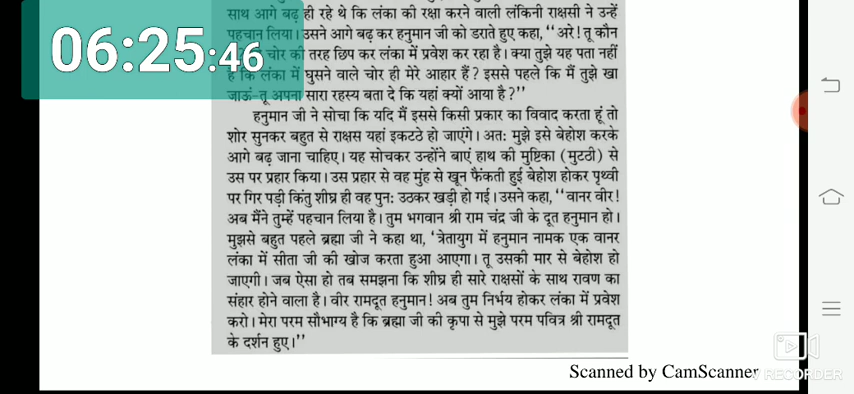 साथ आगे बढ़ ही रहे थे कि लंका की रक्षा करने वाली लंकिनी राक्षसी ने उन्हें
पहचान लिया। उसने आगे बढ़ कर हनुमान जी को डराते हुए कहा, ‘‘अरे! तू कौन
चोर की तरह छिप कर लंका में प्रवेश कर रहा है। क्या तुझे यह पता नहीं
है कि लंका में घुसने वाले चोर ही मेरे आहार हैं? इससे पहले कि मैं तुझे खा
जाऊं-तू अपना सारा रहस्य बता दे कि यहां क्यों आया है?’’
06:25:46
हनुमान जी ने सोचा कि यदि मैं इससे किसी प्रकार का विवाद करता हूं तो
शोर सुनकर बहुत से राक्षस यहां इकटठे हो जाएंगे। अत: मुझे इसे बेहोश करके
आगे बढ़ जाना चाहिए। यह सोचकर उन्होंने बाएं हाथ की मुष्टिका (मुटठी) से
उस पर प्रहार किया। उस प्रहार से वह मुंह से खून फैंकती हुई बेहोश होकर पृथ्वी
पर गिर पड़ी किंतु शीघ्र ही वह पुन: उठकर खड़ी हो गई। उसने कहा, ‘‘वानर वीर!
अब मैंने तुम्हें पहचान लिया है। तुम भगवान श्री राम चंद्र जी के दूत हनुमान हो।
मुझसे बहुत पहले ब्रह्मा जी ने कहा था, ‘त्रेतायुग में हनुमान नामक एक वानर
लंका में सीता जी की खोज करता हुआ आएगा। तू उसकी मार से बेहोश हो
जाएगी। जब ऐसा हो तब समझना कि शीघ्र ही सारे राक्षसों के साथ रावण का
संहार होने वाला है। वीर रामदूत हनुमान! अब तुम निर्भय होकर लंका में प्रवेश
करो। मेरा परम सौभाग्य है कि ब्रह्मा जी की कृपा से मुझे परम पवित्र श्री रामदूत
के दर्शन हुए।’’
Scanned by CamScanner
V RECORDER